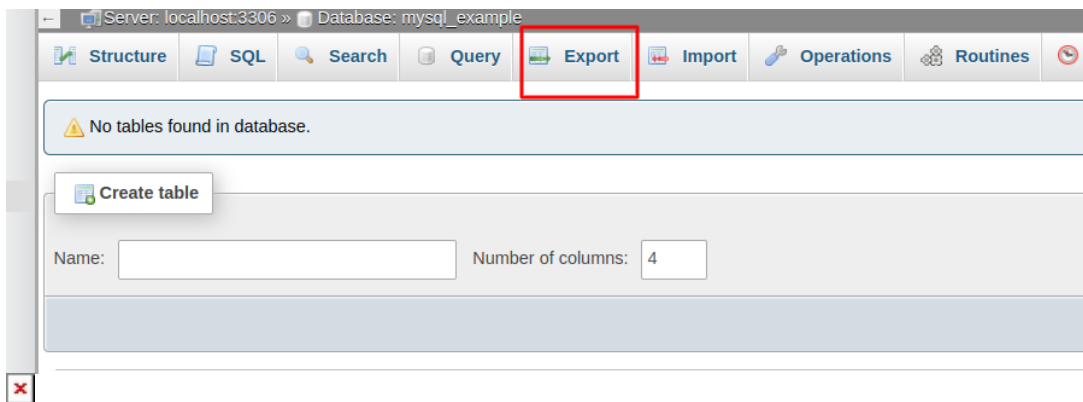 Server: localhost:3306 » Database: mysql_example
Structure SQL Search Query Export Import Operations Routines
No tables found in database.
Create table
Name: Number of columns: 4